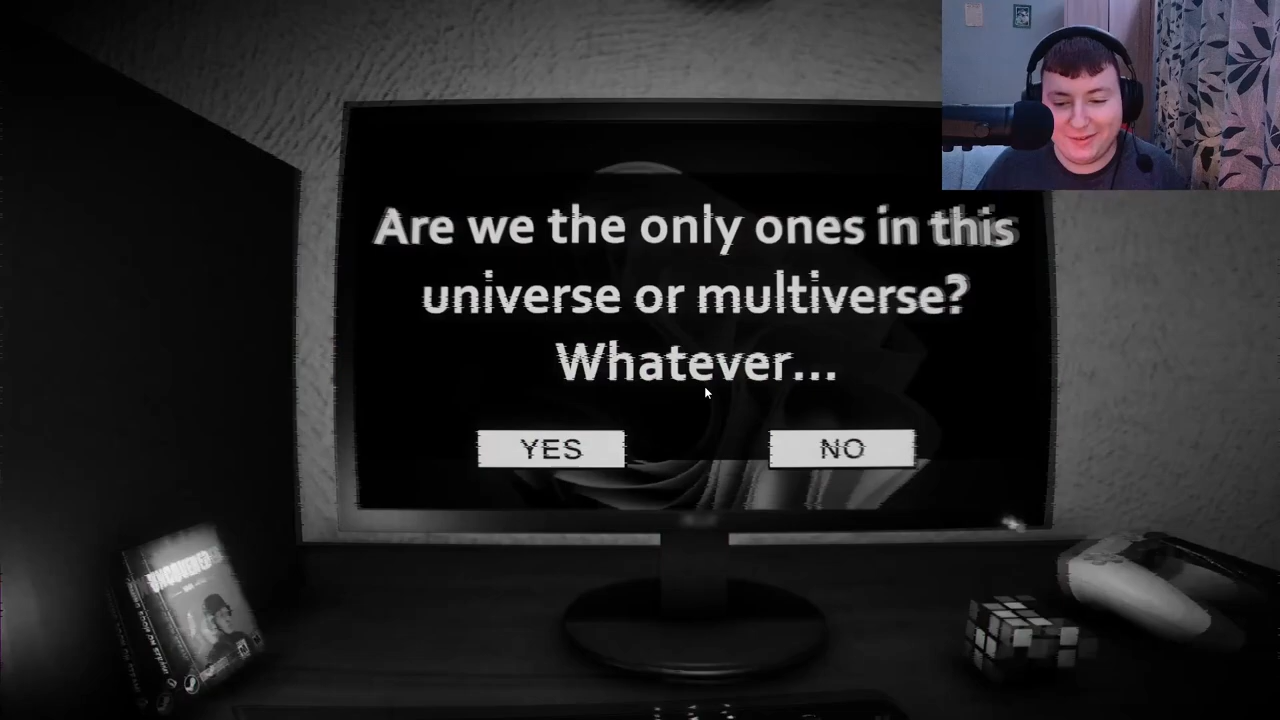 Are we the only ones in this
universe or multiverse?
Whatever...
YES
NO